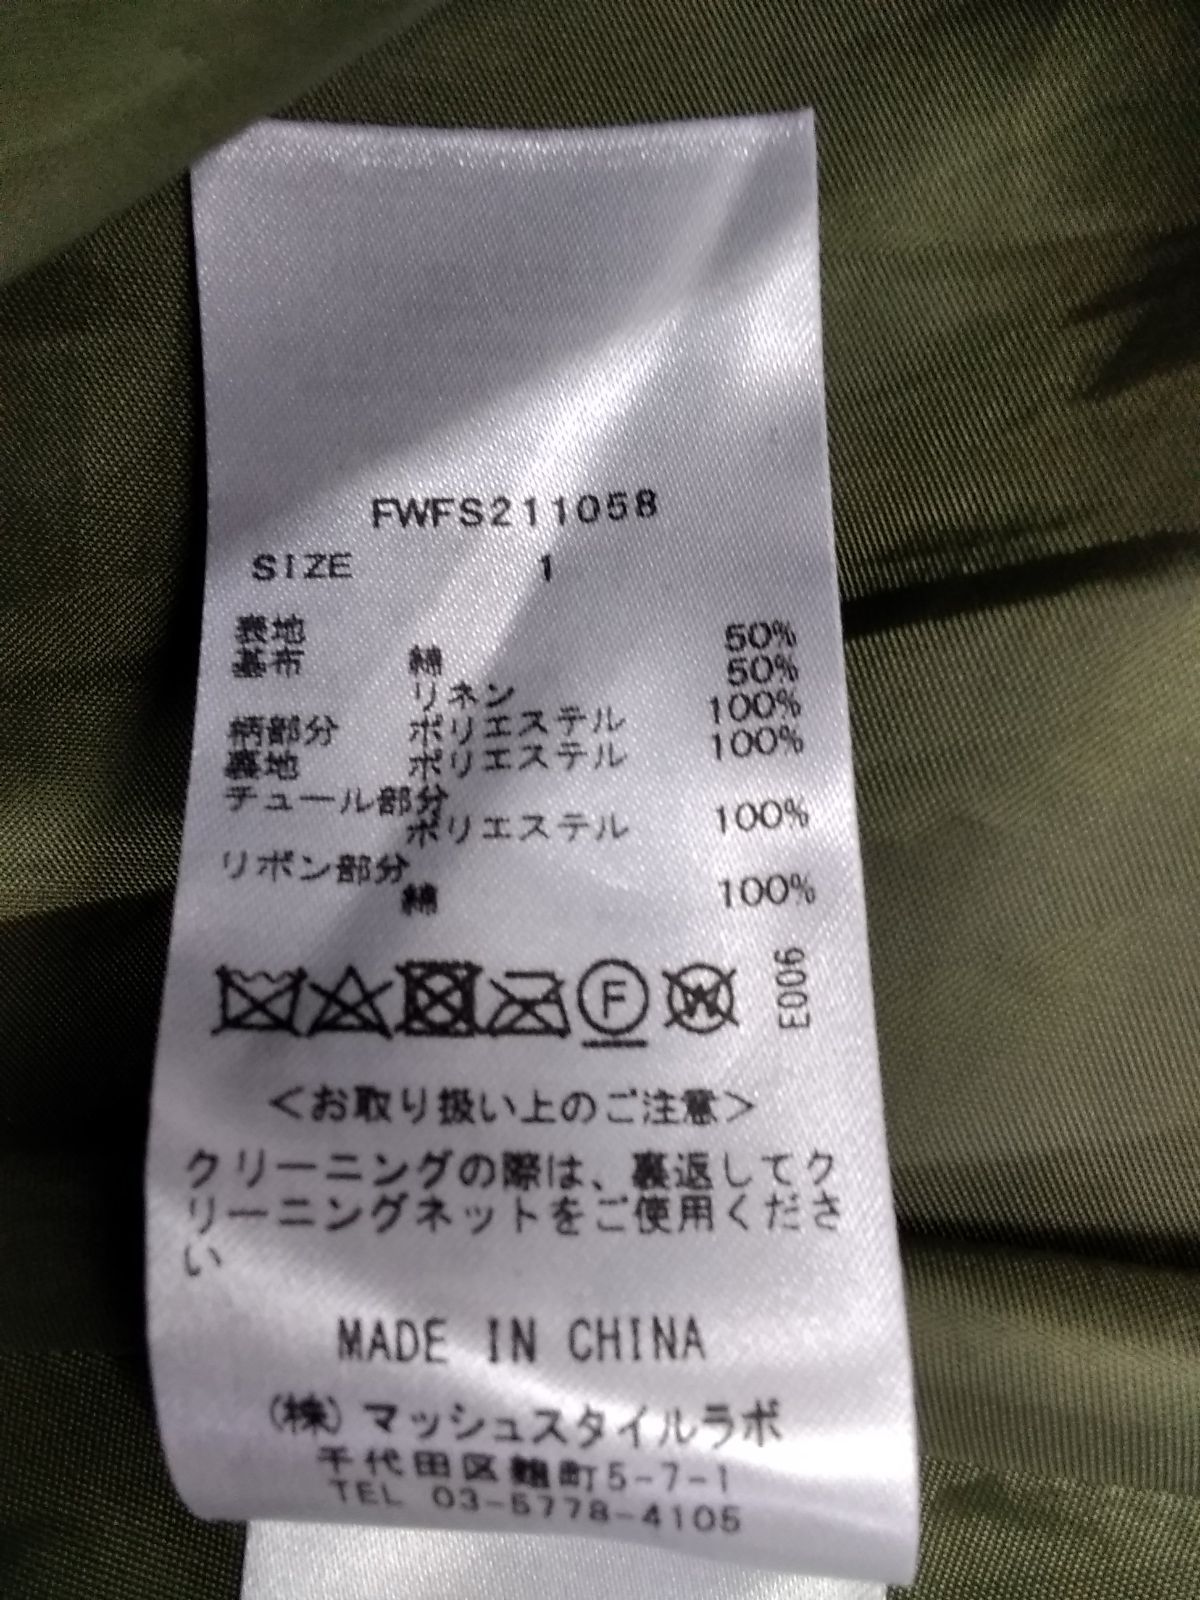 FWFS211058
SIZE 1
表地
基布 綿 50%
リネン 50%
柄部分 ポリエステル 100%
裏地 ポリエステル 100%
チュール部分
ポリエステル 100%
リボン部分
綿 100%
F W E006
<お取り扱い上のご注意>
クリーニングの際は、裏返してク
リーニングネットをご使用くださ
い
MADE IN CHINA
(株)マッシュスタイルラボ
千代田区麹町5-7-1
TEL 03-5778-4105